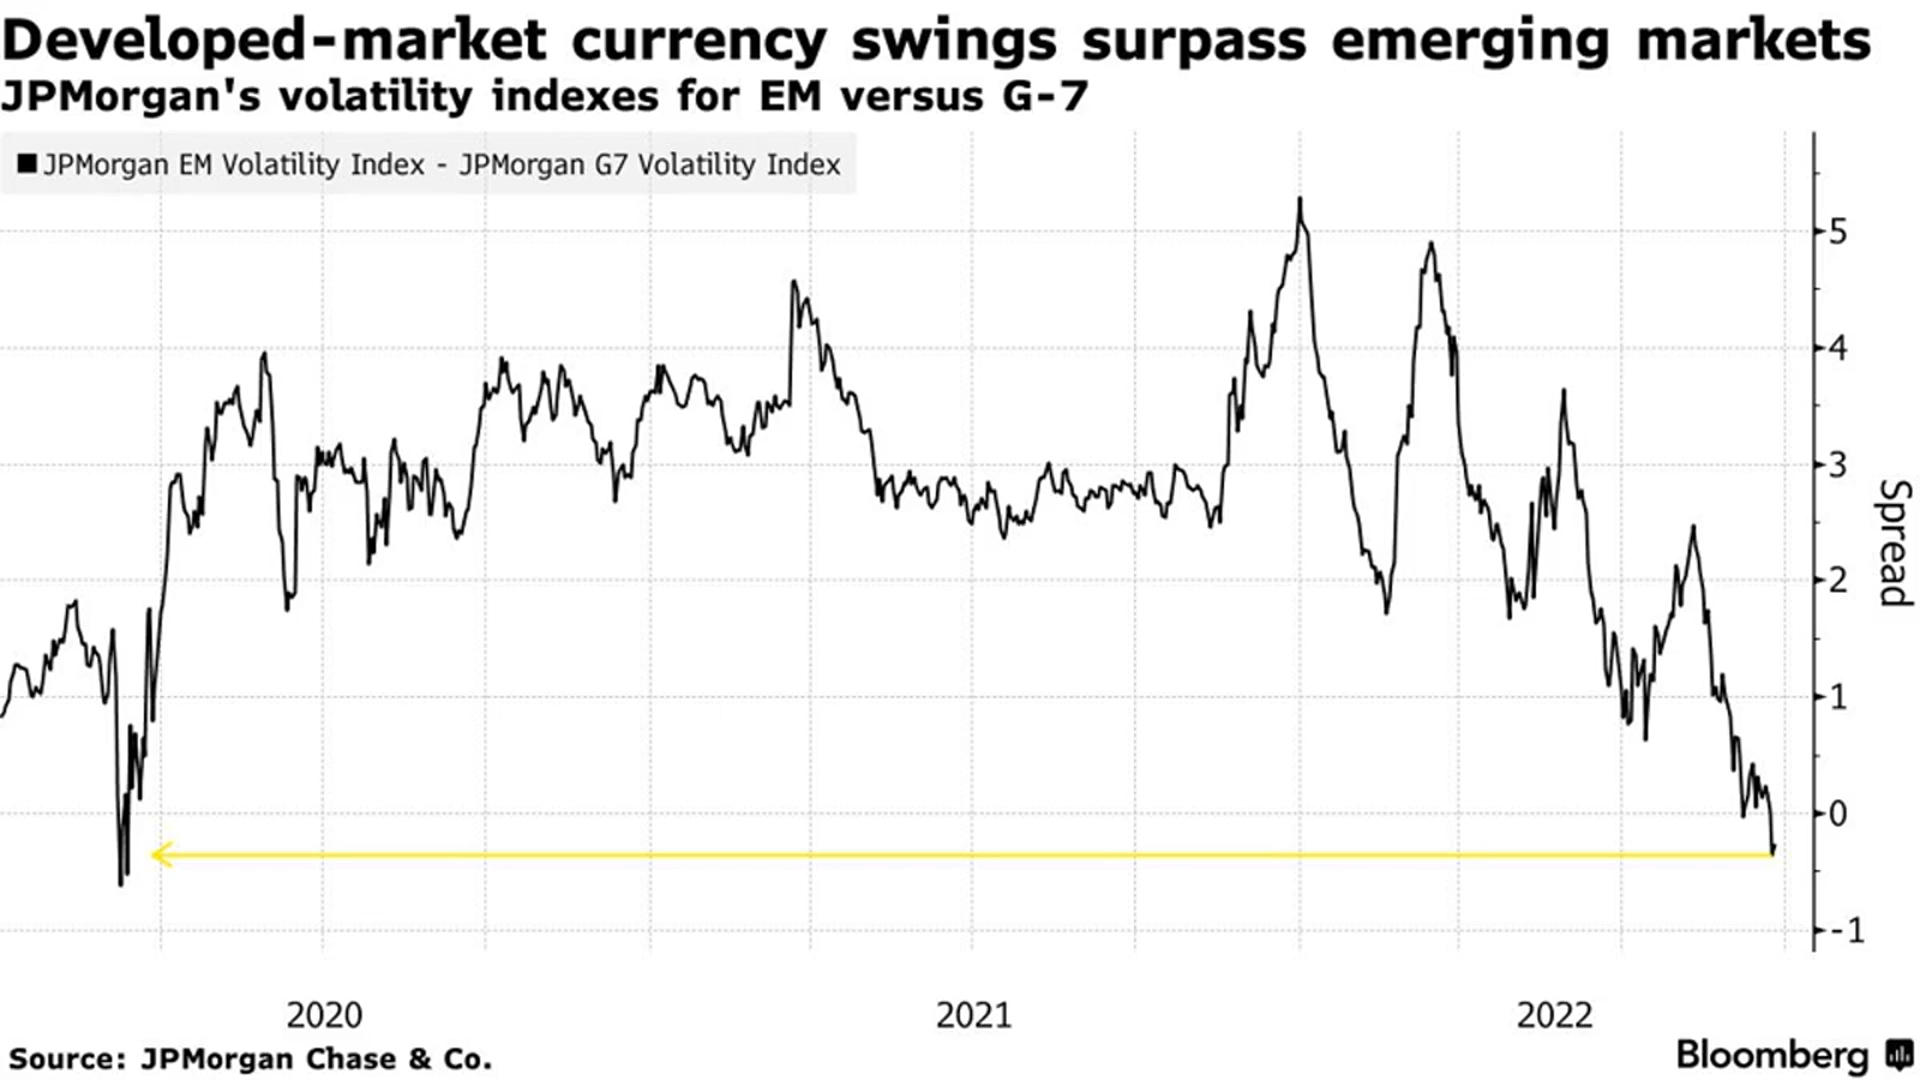 Developed-market currency swings surpass emerging markets
JPMorgan's volatility indexes for EM versus G-7
JPMorgan EM Volatility Index - JPMorgan G7 Volatility Index
5
4
3
2
1
0
-1
Spread
2020 2021 2022
Source: JPMorgan Chase & Co.
Bloomberg